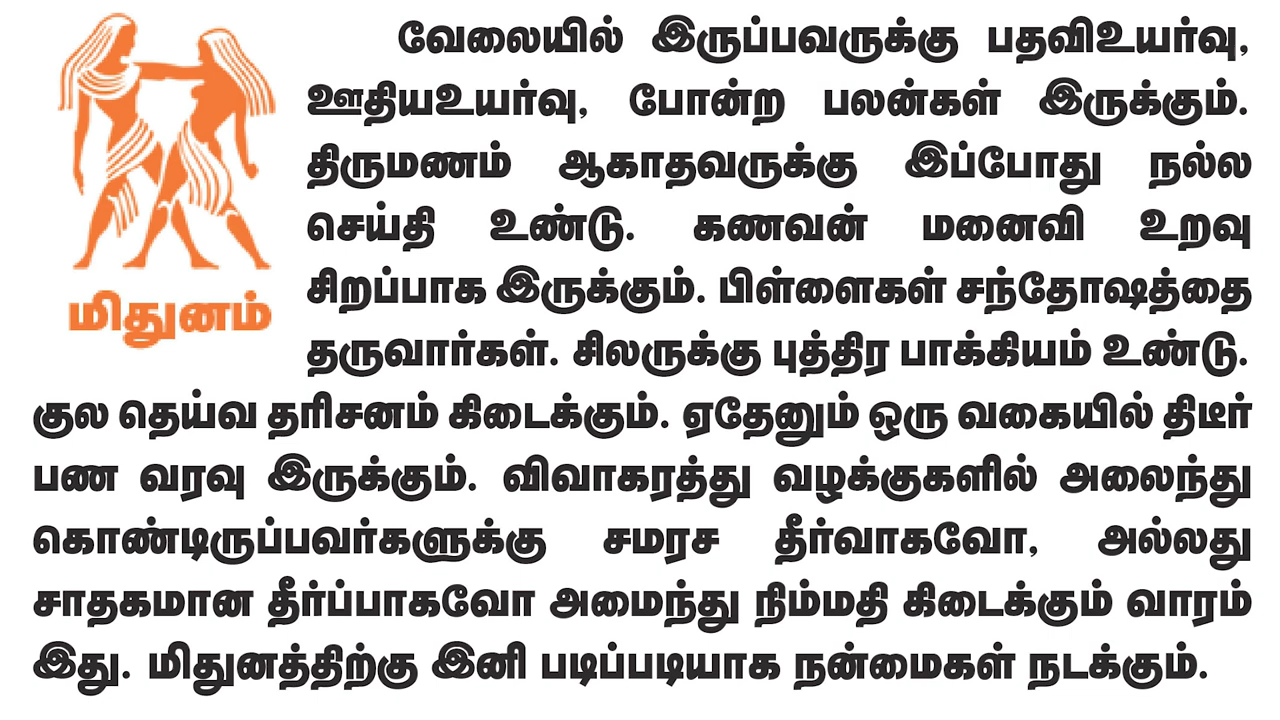 வேலையில் இருப்பவருக்கு பதவிஉயர்வு,
ஊதியஉயர்வு, போன்ற பலன்கள் இருக்கும்.
திருமணம் ஆகாதவருக்கு இப்போது நல்ல
செய்தி உண்டு. கணவன் மனைவி உறவு
சிறப்பாக இருக்கும். பிள்ளைகள் சந்தோஷத்தை
தருவார்கள். சிலருக்கு புத்திர பாக்கியம் உண்டு.
மிதுனம்
குல தெய்வ தரிசனம் கிடைக்கும். ஏதேனும் ஒரு வகையில் திடீர்
பண வரவு இருக்கும். விவாகரத்து வழக்குகளில் அலைந்து
கொண்டிருப்பவர்களுக்கு சமரச தீர்வாகவோ, அல்லது
சாதகமான தீர்ப்பாகவோ அமைந்து நிம்மதி கிடைக்கும் வாரம்
இது. மிதுனத்திற்கு இனி படிப்படியாக நன்மைகள் நடக்கும்.